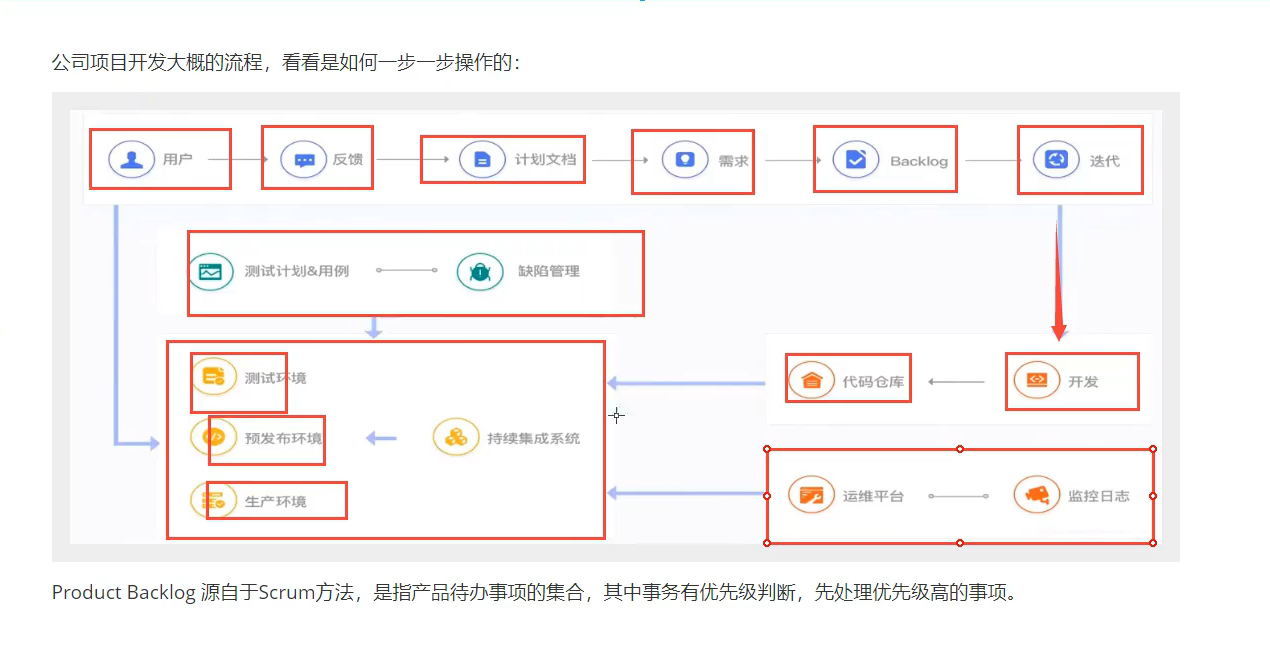 公司项目开发大概的流程，看看是如何一步一步操作的：
用户 反馈 计划文档 需求 Backlog 迭代
测试计划&用例 缺陷管理
测试环境
代码仓库 开发
预发布环境 持续集成系统
生产环境
运维平台 监控日志
Product Backlog 源自于Scrum方法，是指产品待办事项的集合，其中事务有优先级判断，先处理优先级高的事项。